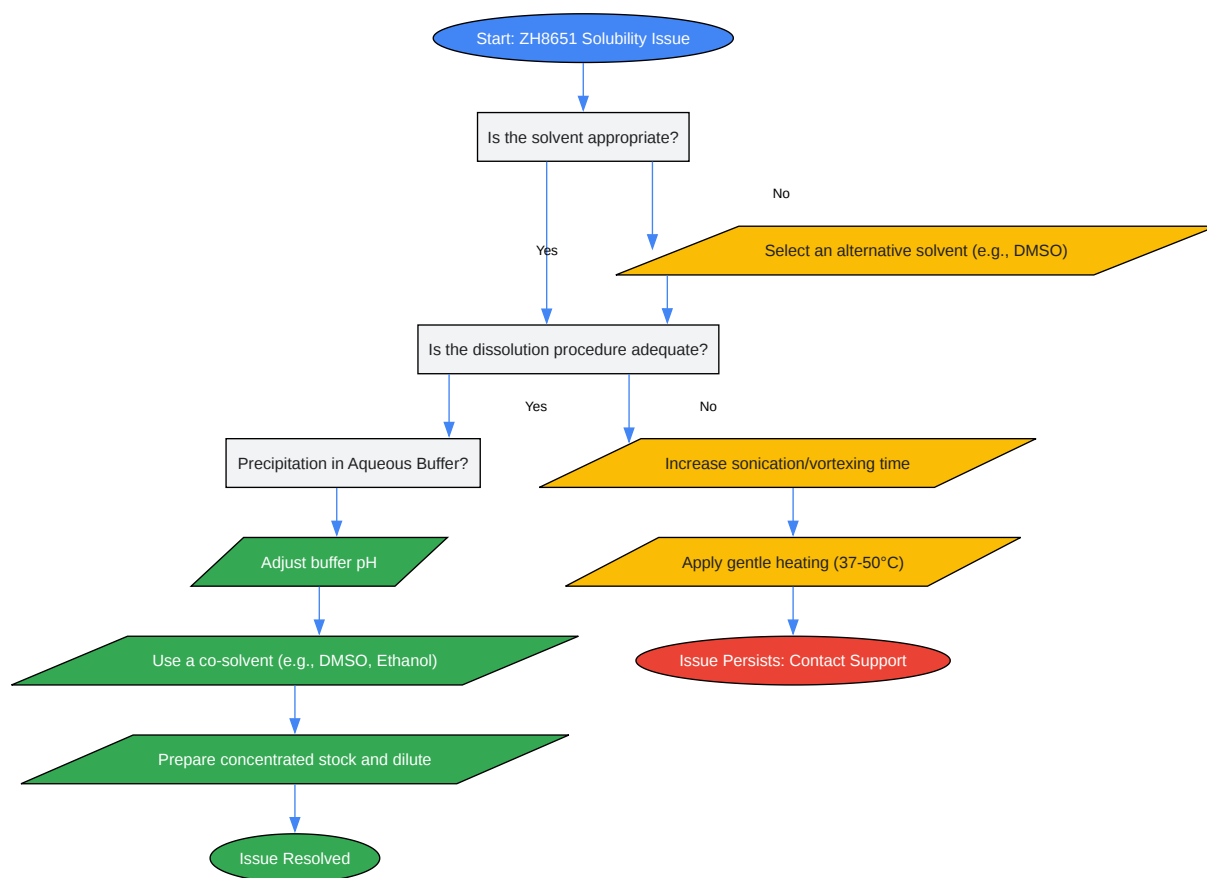 Start: ZH8651 Solubility Issue
Is the solvent appropriate?
No
Yes
Select an alternative solvent (e.g., DMSO)
Is the dissolution procedure adequate?
Yes
No
Precipitation in Aqueous Buffer?
Increase sonication/vortexing time
Adjust buffer pH
Apply gentle heating (37-50°C)
Use a co-solvent (e.g., DMSO, Ethanol)
Issue Persists: Contact Support
Prepare concentrated stock and dilute
Issue Resolved